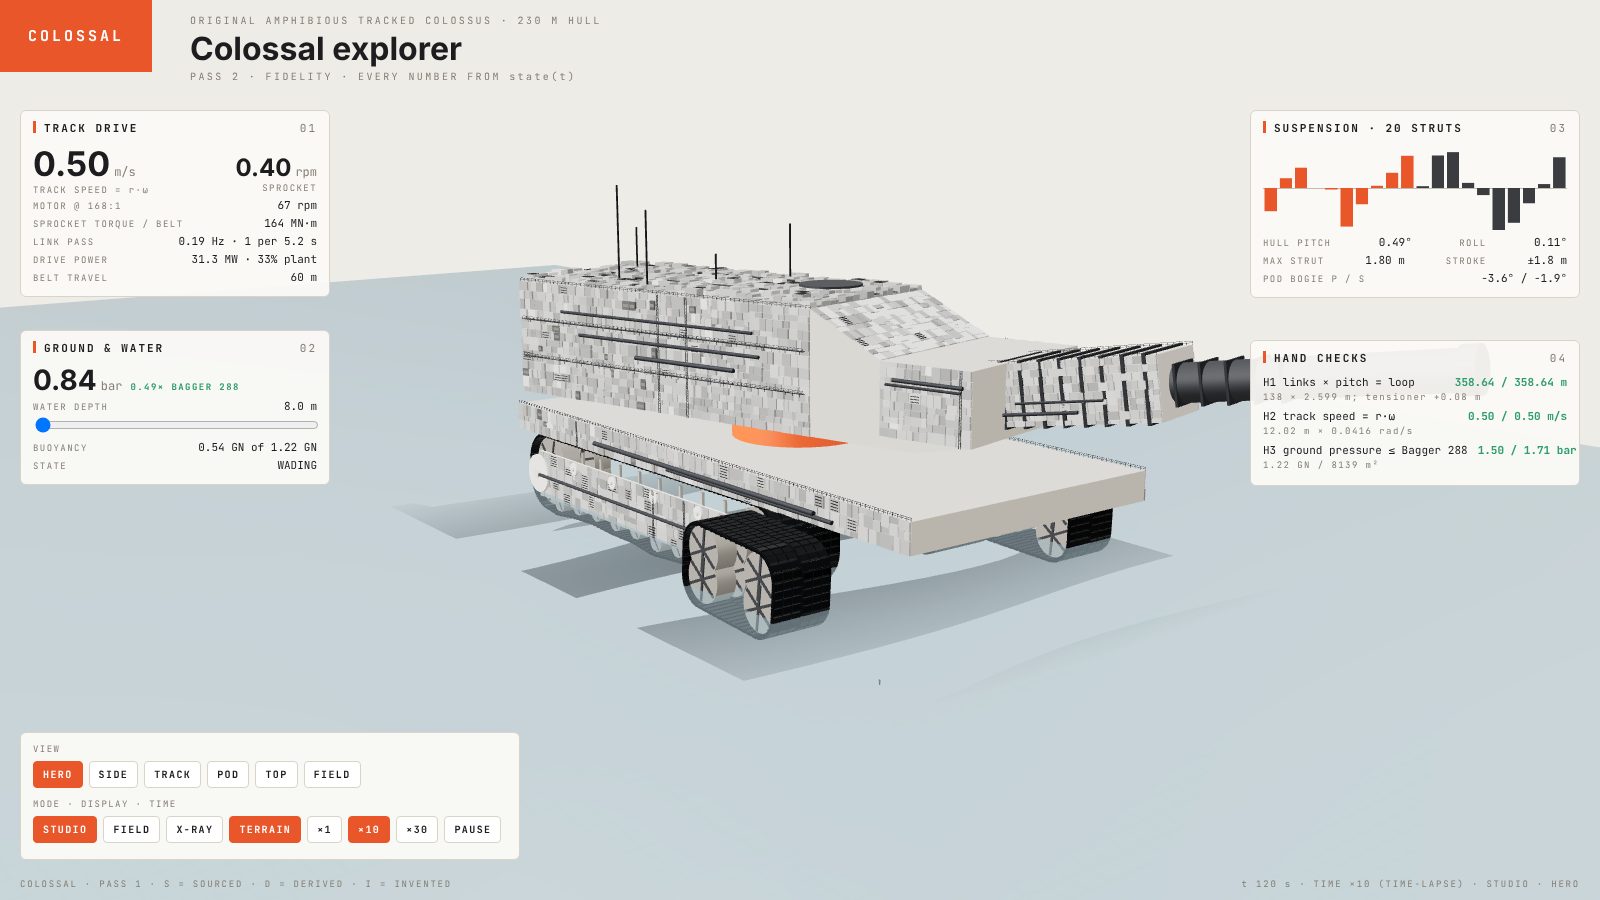 COLOSSAL
ORIGINAL AMPHIBIOUS TRACKED COLOSSUS · 230 M HULL
Colossal explorer
PASS 2 · FIDELITY · EVERY NUMBER FROM state(t)
TRACK DRIVE 01
0.50 m/s 0.40 rpm
TRACK SPEED = r·ω SPROCKET
MOTOR @ 168:1 67 rpm
SPROCKET TORQUE / BELT 164 MN·m
LINK PASS 0.19 Hz · 1 per 5.2 s
DRIVE POWER 31.3 MW · 33% plant
BELT TRAVEL 60 m
GROUND & WATER 02
0.84 bar 0.49× BAGGER 288
WATER DEPTH 8.0 m
BUOYANCY 0.54 GN of 1.22 GN
STATE WADING
SUSPENSION · 20 STRUTS 03
HULL PITCH 0.49° ROLL 0.11°
MAX STRUT 1.80 m STROKE ±1.8 m
POD BOGIE P / S -3.6° / -1.9°
HAND CHECKS 04
H1 links × pitch = loop 358.64 / 358.64 m
138 × 2.599 m; tensioner +0.08 m
H2 track speed = r·ω 0.50 / 0.50 m/s
12.02 m × 0.0416 rad/s
H3 ground pressure ≤ Bagger 288 1.50 / 1.71 bar
1.22 GN / 8139 m²
VIEW
HERO SIDE TRACK POD TOP FIELD
MODE · DISPLAY · TIME
STUDIO FIELD X-RAY TERRAIN ×1 ×10 ×30 PAUSE
COLOSSAL · PASS 1 · S = SOURCED · D = DERIVED · I = INVENTED
t 120 s · TIME ×10 (TIME-LAPSE) · STUDIO · HERO